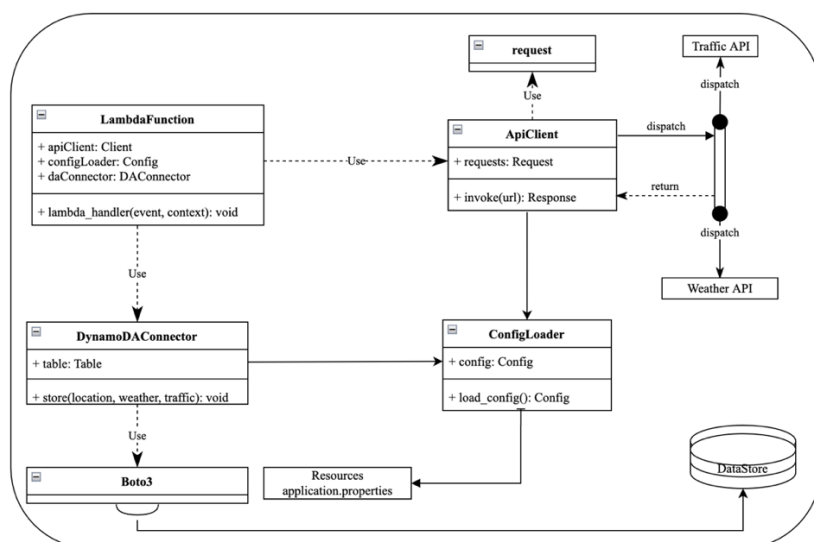 request
Traffic API
Use
dispatch
LambdaFunction
+ apiClient: Client
+ configLoader: Config
+ daConnector: DAConnector
+ lambda_handler(event, context): void
Use
ApiClient
+ requests: Request
+ invoke(url): Response
dispatch
return
dispatch
Weather API
Use
DynamoDAConnector
+ table: Table
+ store(location, weather, traffic): void
ConfigLoader
+ config: Config
+ load_config(): Config
Use
Boto3
Resources
application.properties
DataStore